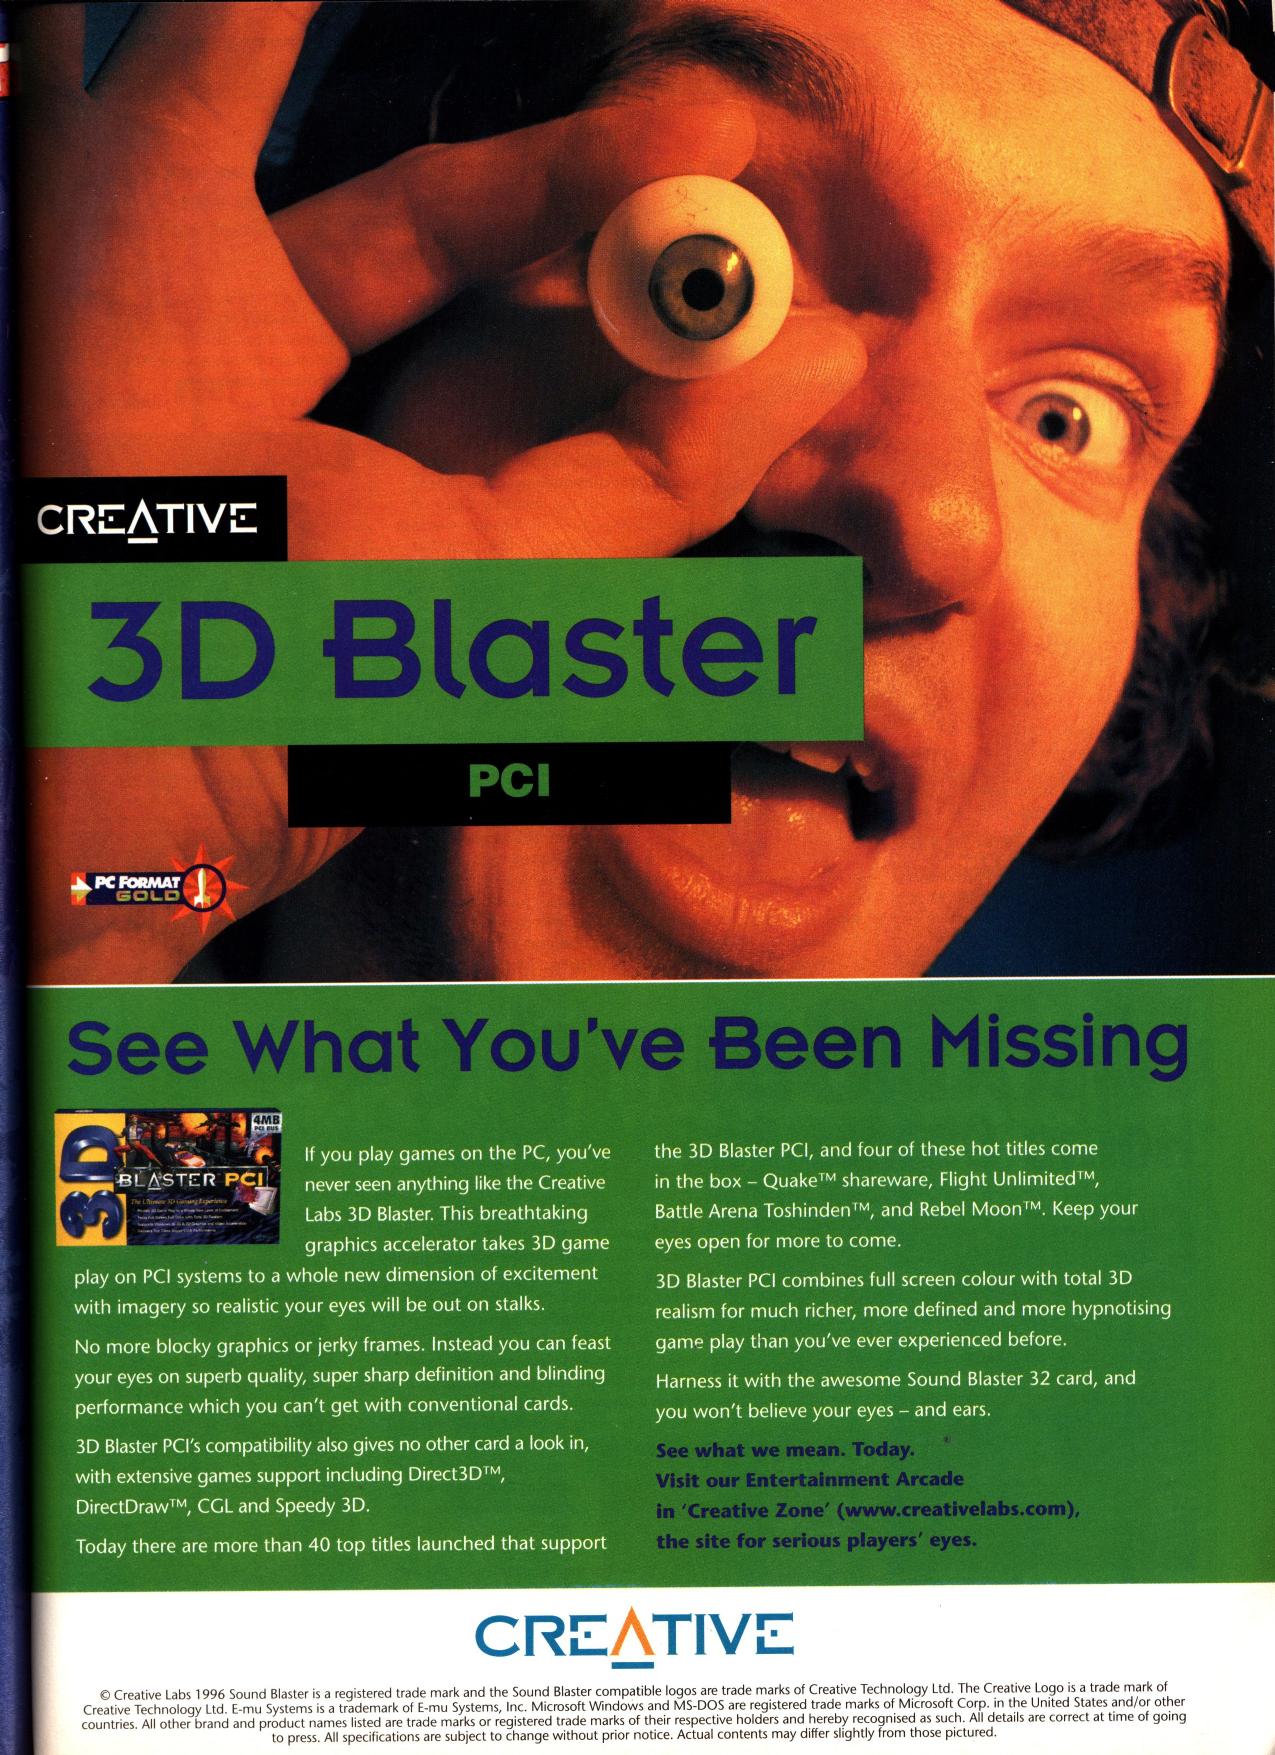 CREATIVE
3D Blaster
PCI
PC FORMAT
GOLD
See What You've Been Missing
4MB
PCI BUS
3D
BLASTER PCI
The Ultimate 3D Gaming Experience
If you play games on the PC, you've
never seen anything like the Creative
Labs 3D Blaster. This breathtaking
graphics accelerator takes 3D game
play on PCI systems to a whole new dimension of excitement
with imagery so realistic your eyes will be out on stalks.
No more blocky graphics or jerky frames. Instead you can feast
your eyes on superb quality, super sharp definition and blinding
performance which you can't get with conventional cards.
3D Blaster PCI's compatibility also gives no other card a look in,
with extensive games support including Direct3D™,
DirectDraw™, CGL and Speedy 3D.
Today there are more than 40 top titles launched that support
the 3D Blaster PCI, and four of these hot titles come
in the box – Quake™ shareware, Flight Unlimited™,
Battle Arena Toshinden™, and Rebel Moon™. Keep your
eyes open for more to come.
3D Blaster PCI combines full screen colour with total 3D
realism for much richer, more defined and more hypnotising
game play than you've ever experienced before.
Harness it with the awesome Sound Blaster 32 card, and
you won't believe your eyes – and ears.
See what we mean. Today.
Visit our Entertainment Arcade
in 'Creative Zone' (www.creativelabs.com),
the site for serious players' eyes.
CREATIVE
© Creative Labs 1996 Sound Blaster is a registered trade mark and the Sound Blaster compatible logos are trade marks of Creative Technology Ltd. The Creative Logo is a trade mark of
Creative Technology Ltd. E-mu Systems is a trademark of E-mu Systems, Inc. Microsoft Windows and MS-DOS are registered trade marks of Microsoft Corp. in the United States and/or other
countries. All other brand and product names listed are trade marks or registered trade marks of their respective holders and hereby recognised as such. All details are correct at time of going
to press. All specifications are subject to change without prior notice. Actual contents may differ slightly from those pictured.